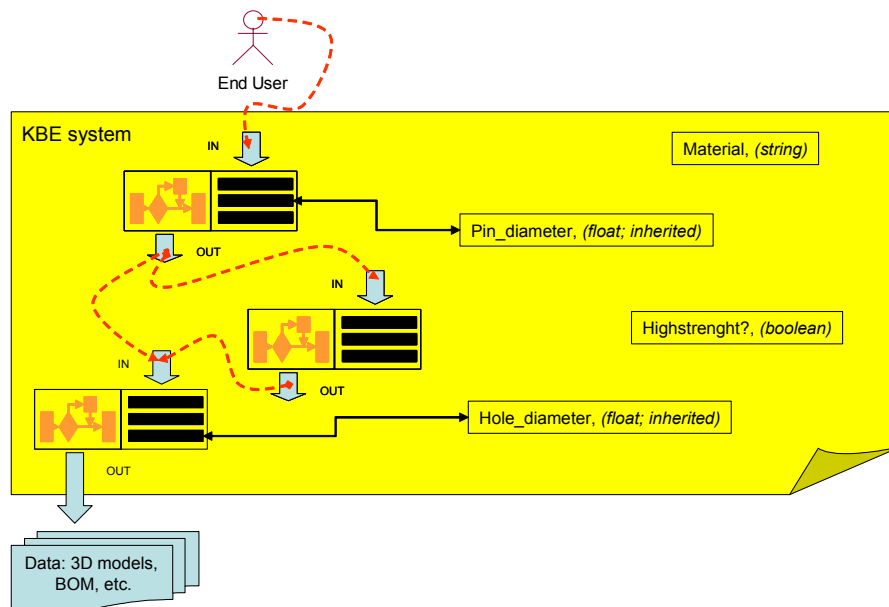 End User
KBE system
IN
Material, (string)
Pin_diameter, (float; inherited)
OUT
IN
Highstrenght?, (boolean)
IN
OUT
Hole_diameter, (float; inherited)
OUT
Data: 3D models,
BOM, etc.